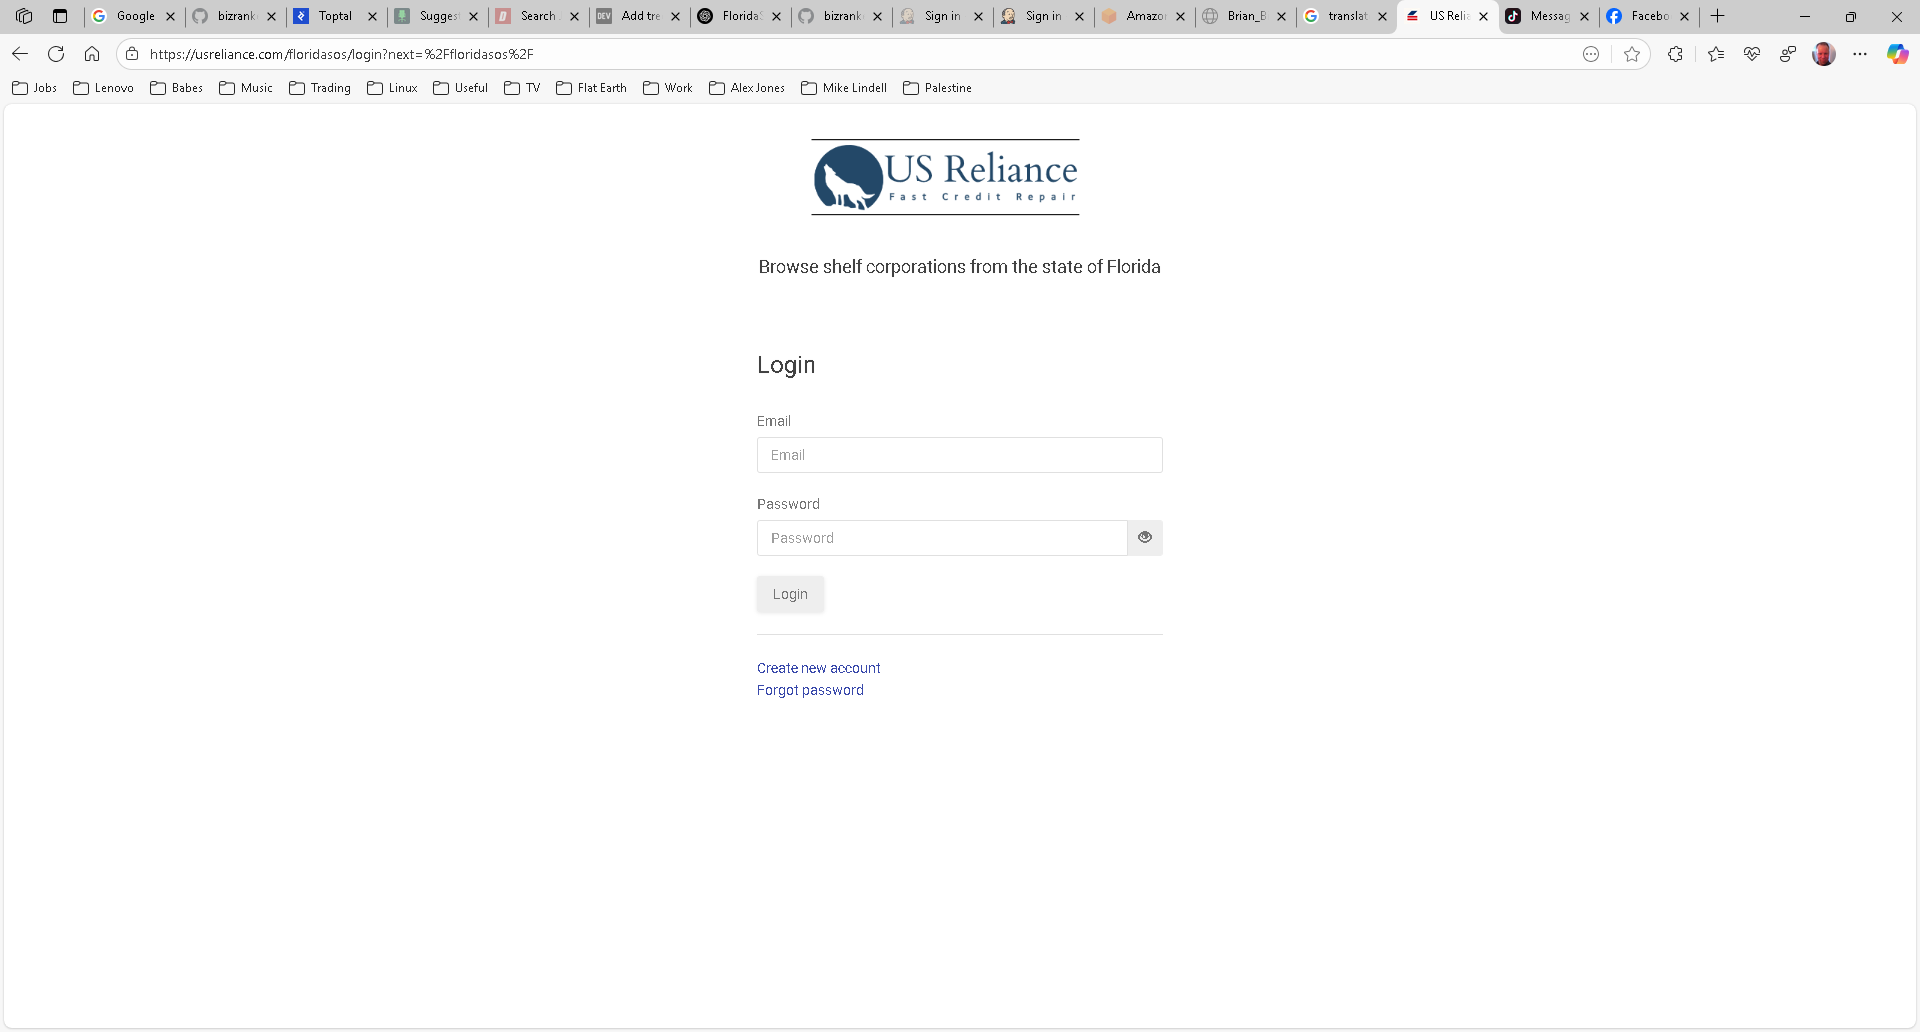 Google
bizrank
Toptal
Suggest
Search
DEV
Add tre
Florida
bizrank
Sign in
Sign in
Amazon
Brian_B
translat
US Relia
Messag
Facebo
https://usreliance.com/floridasos/login?next=%2Ffloridasos%2F
Jobs
Lenovo
Babes
Music
Trading
Linux
Useful
TV
Flat Earth
Work
Alex Jones
Mike Lindell
Palestine
US Reliance
Fast Credit Repair
Browse shelf corporations from the state of Florida
Login
Email
Email
Password
Password
Login
Create new account
Forgot password